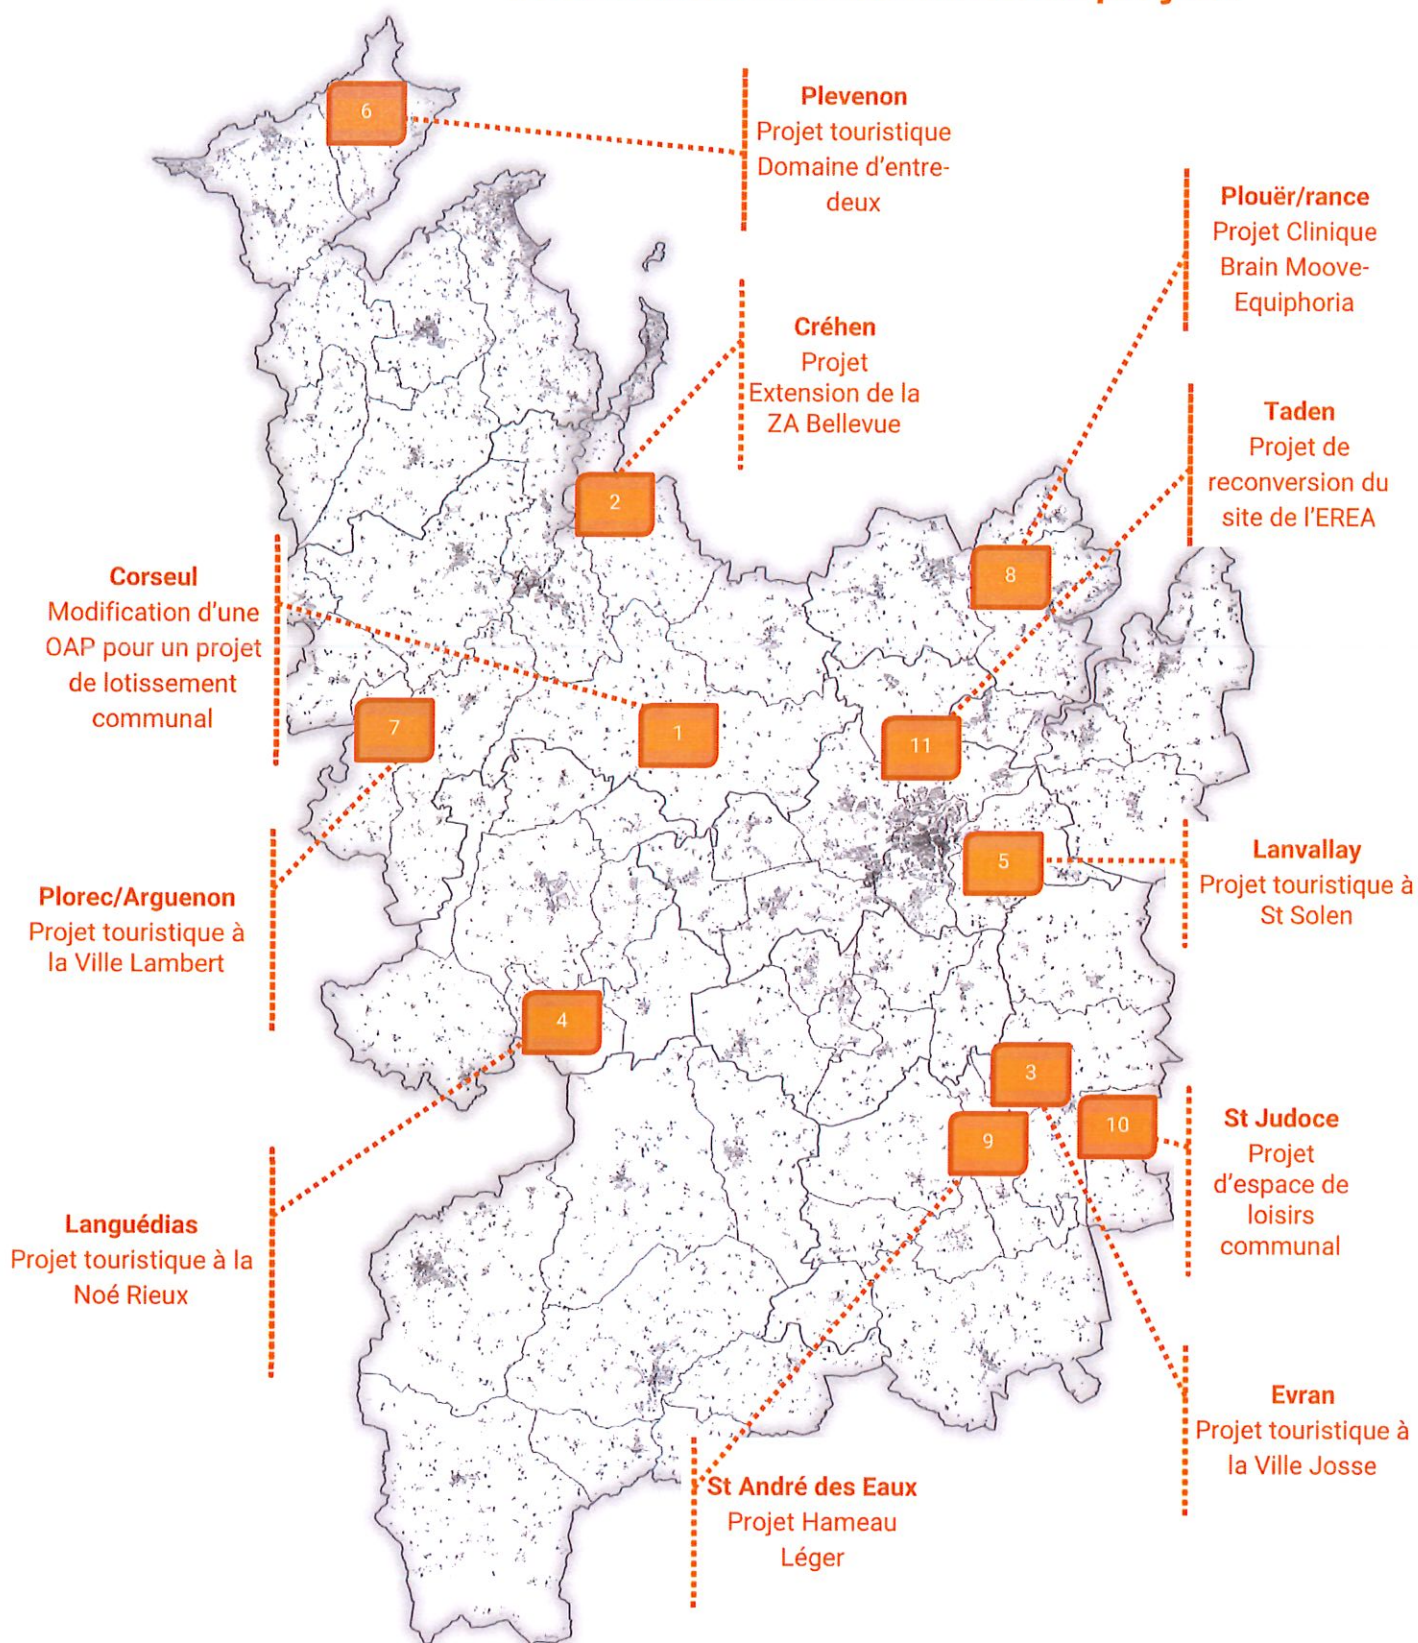 6
Plevenon
Projet touristique
Domaine d'entre-
deux
Plouër/rance
Projet Clinique
Brain Moove-
Equiphoria
Créhen
Projet
Extension de la
ZA Bellevue
Taden
Projet de
reconversion du
site de l'EREA
2
8
Corseul
Modification d'une
OAP pour un projet
de lotissement
communal
7
1
11
5
Lanvallay
Projet touristique à
St Solen
Plorec/Arguenon
Projet touristique à
la Ville Lambert
4
3
9
10
St Judoce
Projet
d'espace de
loisirs
communal
Languédias
Projet touristique à la
Noé Rieux
Evran
Projet touristique à
la Ville Josse
St André des Eaux
Projet Hameau
Léger